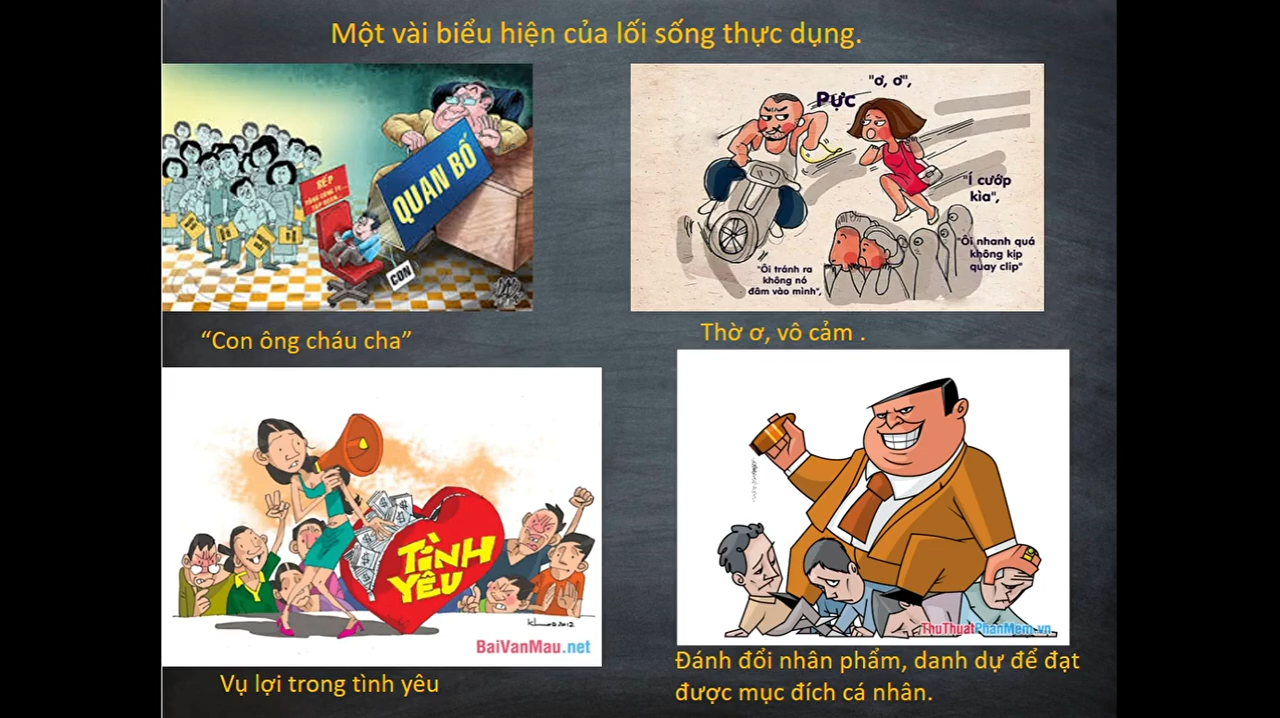 Một vài biểu hiện của lối sống thực dụng.
SẾP
QUAN BỐ
CON
"ơ, ơ",
Pực
"Í cướp
kìa",
"Ôi nhanh quá
không kịp
quay clip"
"Ôi tránh ra
không nó
đâm vào mình",
“Con ông cháu cha”
Thờ ơ, vô cảm .
TÌNH
YÊU
BaiVanMau.net
ThuThuatPhanMem.vn
Vụ lợi trong tình yêu
Đánh đổi nhân phẩm, danh dự để đạt
được mục đích cá nhân.